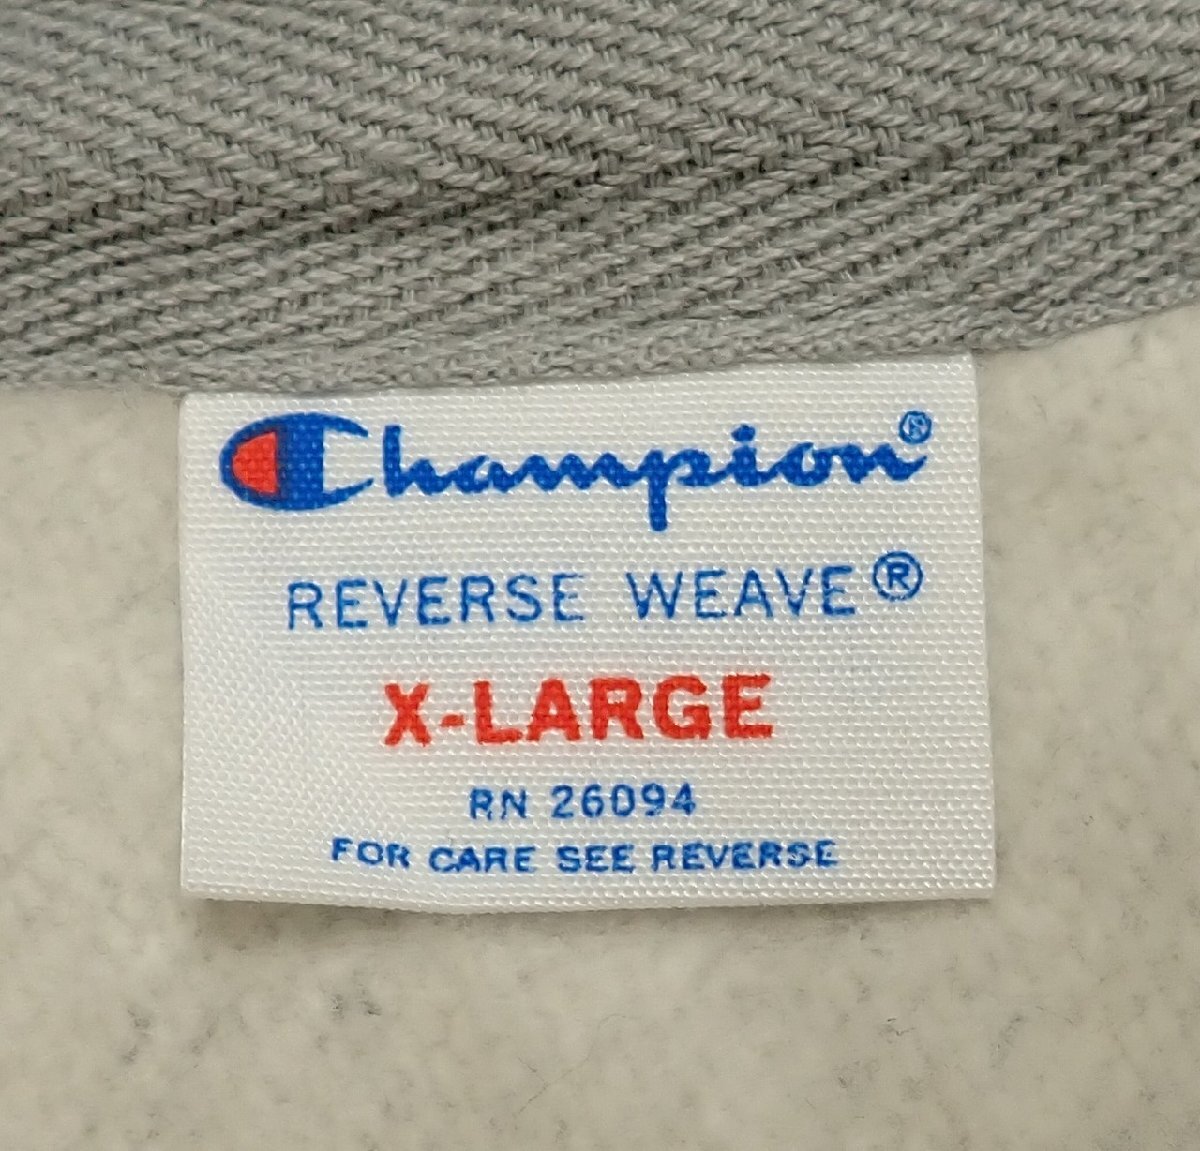 Champion®
REVERSE WEAVE®
X-LARGE
RN 26094
FOR CARE SEE REVERSE